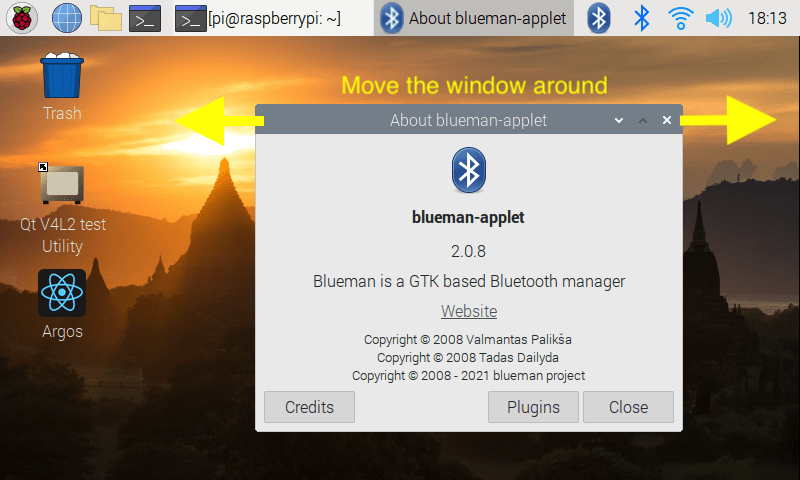 [pi@raspberrypi: ~]
About blueman-applet
18:13
Move the window around
Trash
About blueman-applet
Qt V4L2 test
Utility
Argos
blueman-applet
2.0.8
Blueman is a GTK based Bluetooth manager
Website
Copyright © 2008 Valmantas Palikša
Copyright © 2008 Tadas Dailyda
Copyright © 2008 - 2021 blueman project
Credits
Plugins
Close